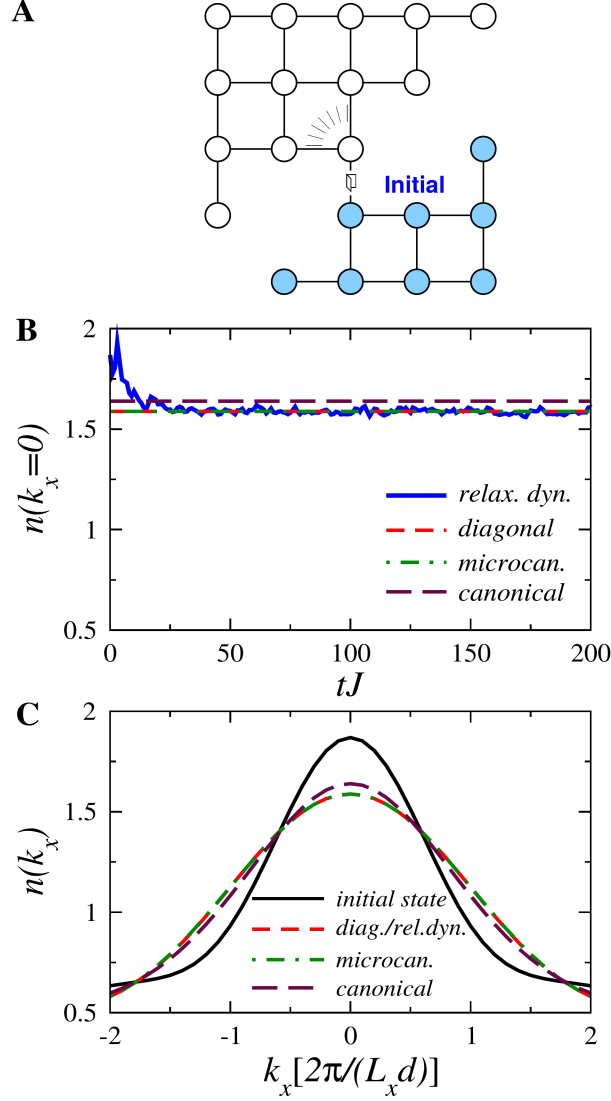 A
Initial
B
2
1.5
1
0.5
n(k_x=0)
relax. dyn.
diagonal
microcan.
canonical
0
50
100
150
200
tJ
C
2
1.5
1
0.5
n(k_x)
initial state
diag./rel.dyn.
microcan.
canonical
-2
-1
0
1
2
k_x[2π/(L_xd)]